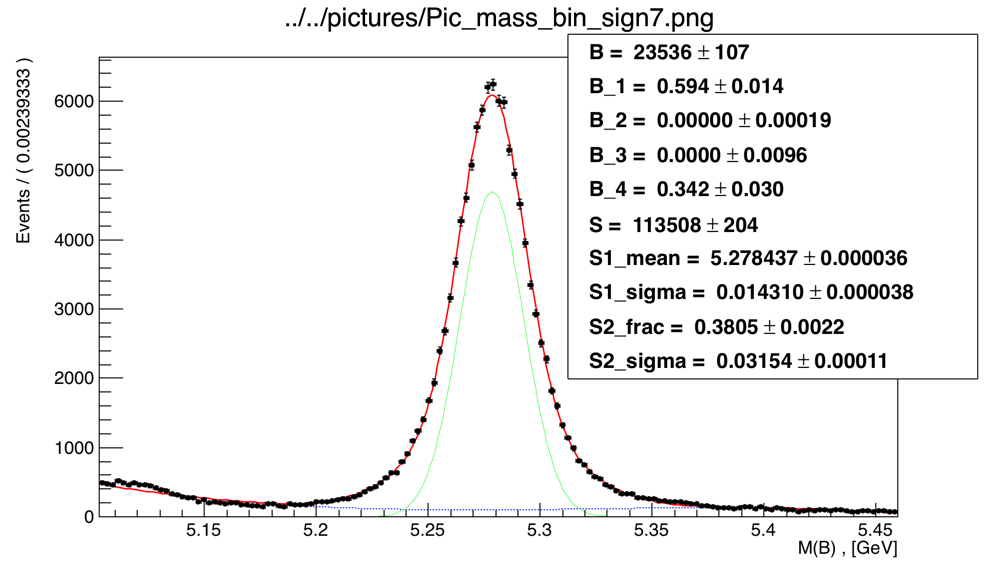 ../../pictures/Pic_mass_bin_sign7.png
Events / ( 0.00239333 )
6000
5000
4000
3000
2000
1000
0
B = 23536 ± 107
B_1 = 0.594 ± 0.014
B_2 = 0.00000 ± 0.00019
B_3 = 0.0000 ± 0.0096
B_4 = 0.342 ± 0.030
S = 113508 ± 204
S1_mean = 5.278437 ± 0.000036
S1_sigma = 0.014310 ± 0.000038
S2_frac = 0.3805 ± 0.0022
S2_sigma = 0.03154 ± 0.00011
5.15 5.2 5.25 5.3 5.35 5.4 5.45
M(B) , [GeV]